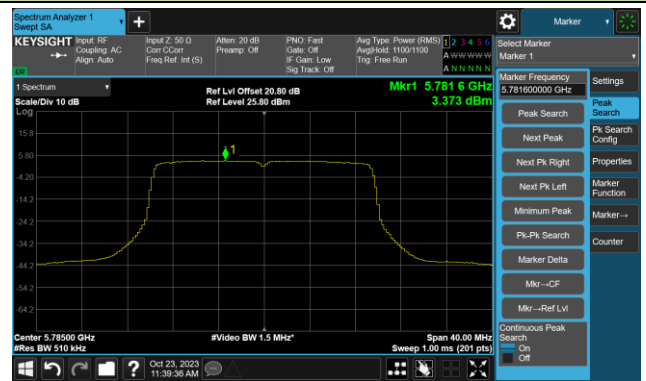 Spectrum Analyzer 1
Swept SA
Marker
KEYSIGHT
Input: RF
Coupling: AC
Align: Auto
Input Z: 50 Ω
Corr CCorr
Freq Ref: Int (S)
Atten: 20 dB
Preamp: Off
PNO: Fast
Gate: Off
IF Gain: Low
Sig Track: Off
Avg Type: Power (RMS)
Avg|Hold: 1100/1100
Trig: Free Run
1 2 3 4 5 6
A W W W W W
A N N N N N
LW
Select Marker
Marker 1
1 Spectrum
Scale/Div 10 dB
Log
Ref Lvl Offset 20.80 dB
Ref Level 25.80 dBm
Mkr1 5.781 6 GHz
3.373 dBm
15.8
5.80
-4.20
-14.2
-24.2
-34.2
-44.2
-54.2
-64.2
1
Center 5.78500 GHz
#Res BW 510 kHz
#Video BW 1.5 MHz*
Span 40.00 MHz
Sweep 1.00 ms (201 pts)
Marker Frequency
5.781600000 GHz
Peak Search
Next Peak
Next Pk Right
Next Pk Left
Minimum Peak
Pk-Pk Search
Marker Delta
Mkr→CF
Mkr→Ref Lvl
Continuous Peak
Search
On
Off
Settings
Peak
Search
Pk Search
Config
Properties
Marker
Function
Marker→
Counter
Oct 23, 2023
11:39:36 AM